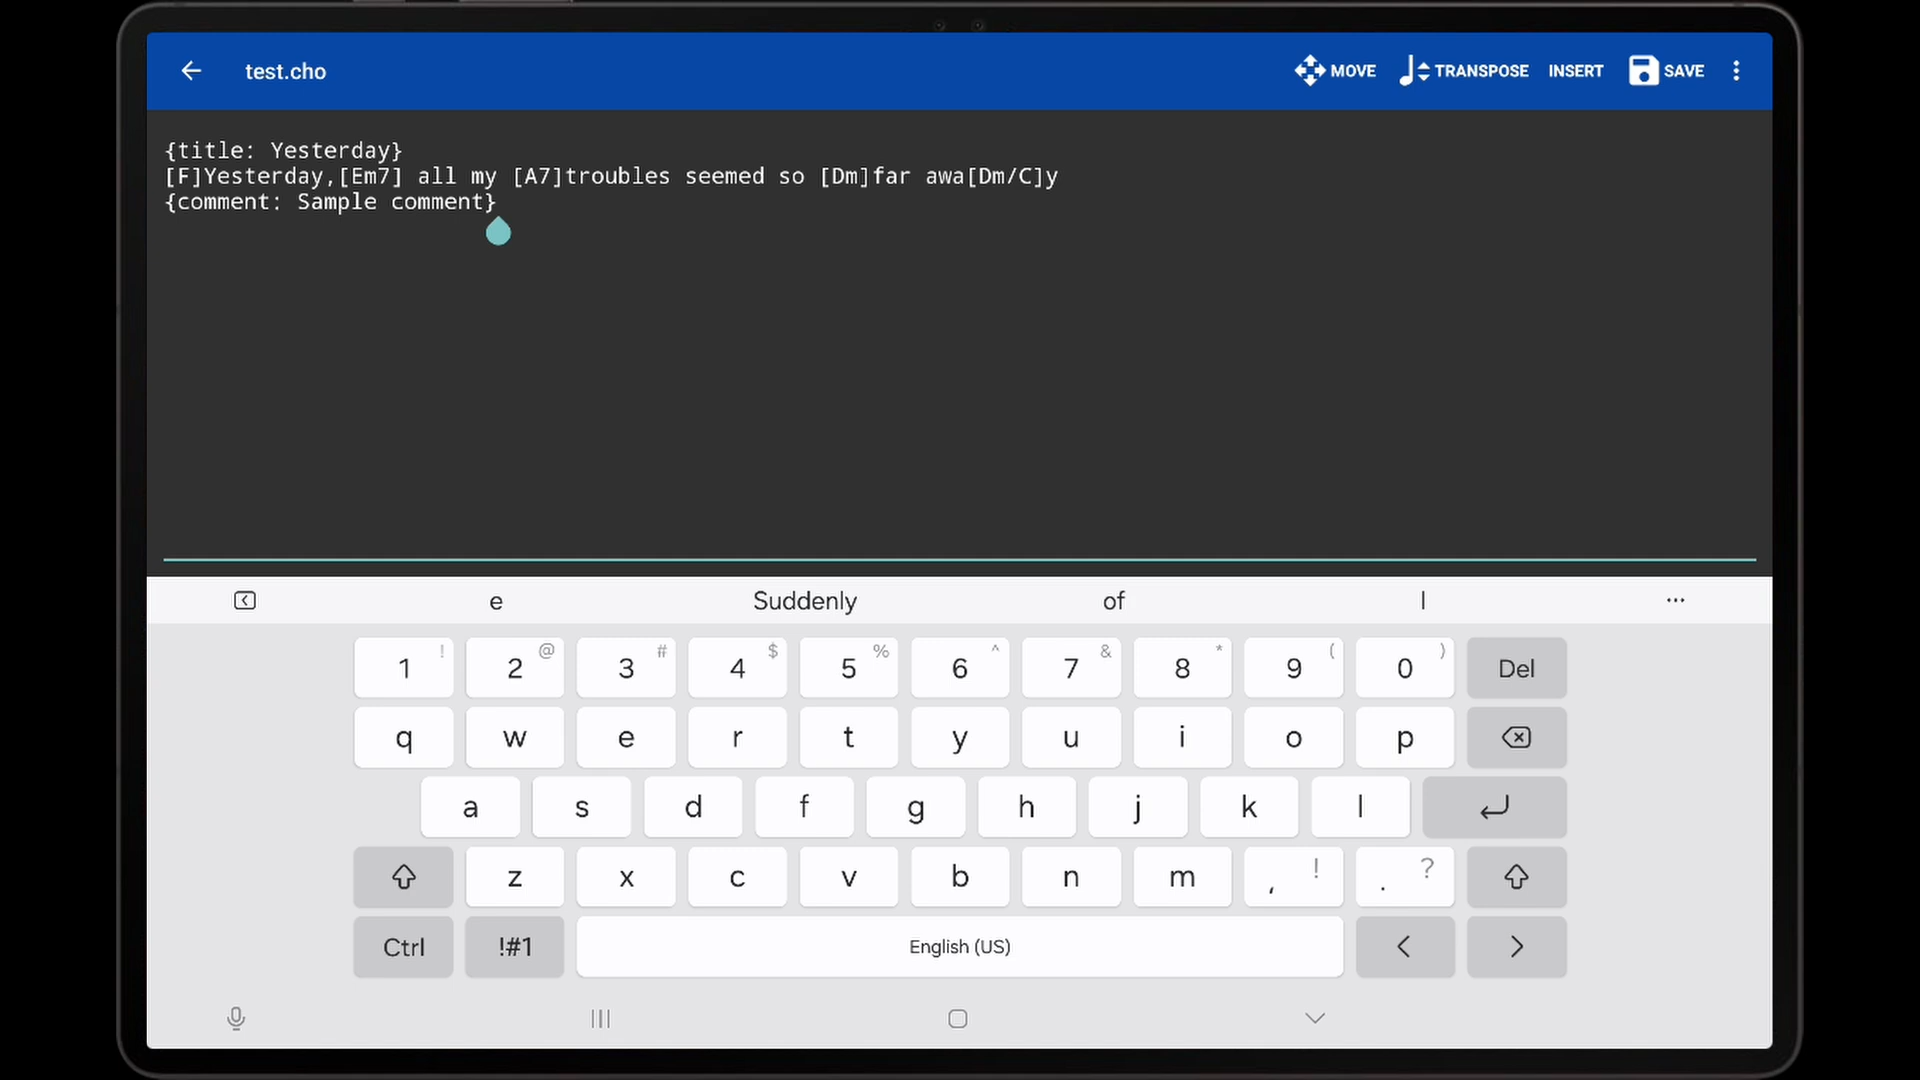 test.cho
MOVE
TRANSPOSE
INSERT
SAVE
{title: Yesterday}
[F]Yesterday,[Em7] all my [A7]troubles seemed so [Dm]far awa[Dm/C]y
{comment: Sample comment}
e Suddenly of I ...
1 ! 2 @ 3 # 4 $ 5 % 6 ^ 7 & 8 * 9 ( 0 ) Del
q w e r t y u i o p
a s d f g h j k l
z x c v b n m , ! . ?
Ctrl !#1 English (US) < >